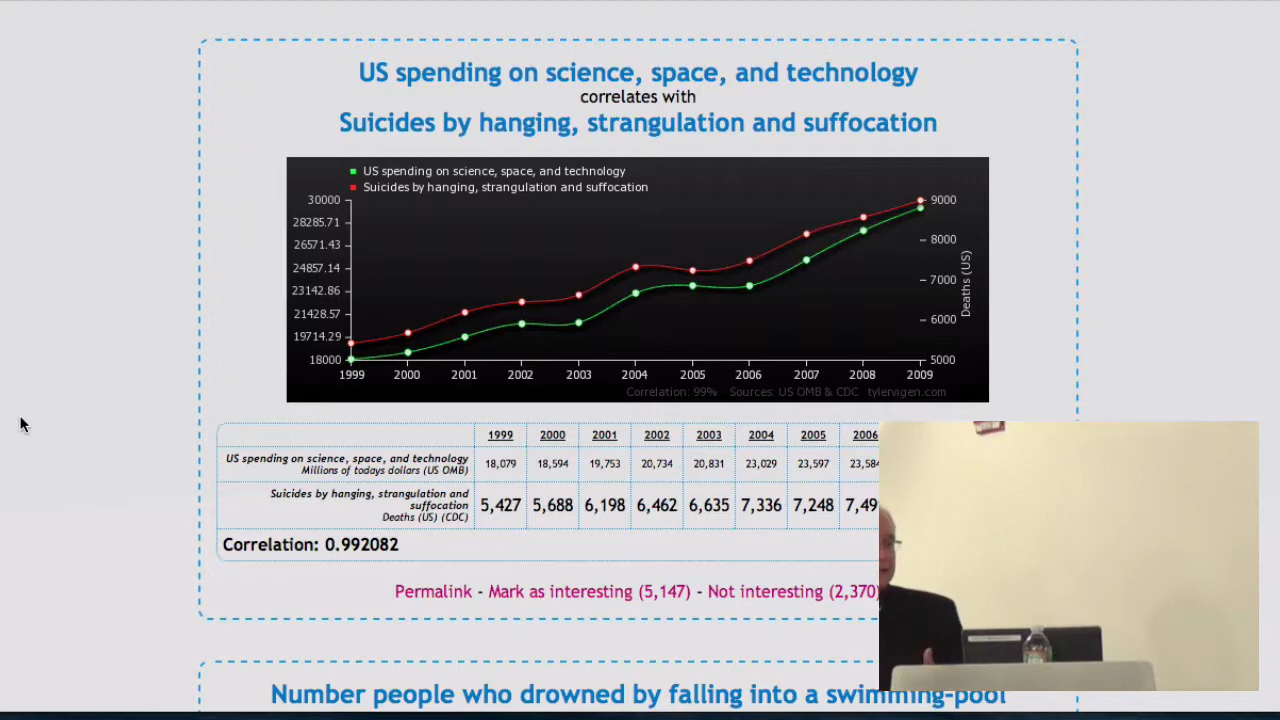 US spending on science, space, and technology
correlates with
Suicides by hanging, strangulation and suffocation
US spending on science, space, and technology
Suicides by hanging, strangulation and suffocation
30000
28285.71
26571.43
24857.14
23142.86
21428.57
19714.29
18000
9000
8000
7000
6000
5000
Deaths (US)
1999 2000 2001 2002 2003 2004 2005 2006 2007 2008 2009
Correlation: 99% Sources: US OMB & CDC tylervigen.com
1999 2000 2001 2002 2003 2004 2005 2006
US spending on science, space, and technology
Millions of todays dollars (US OMB)
18,079 18,594 19,753 20,734 20,831 23,029 23,597 23,584
Suicides by hanging, strangulation and
suffocation
Deaths (US) (CDC)
5,427 5,688 6,198 6,462 6,635 7,336 7,248 7,49
Correlation: 0.992082
Permalink - Mark as interesting (5,147) - Not interesting (2,370)
Number people who drowned by falling into a swimming-pool